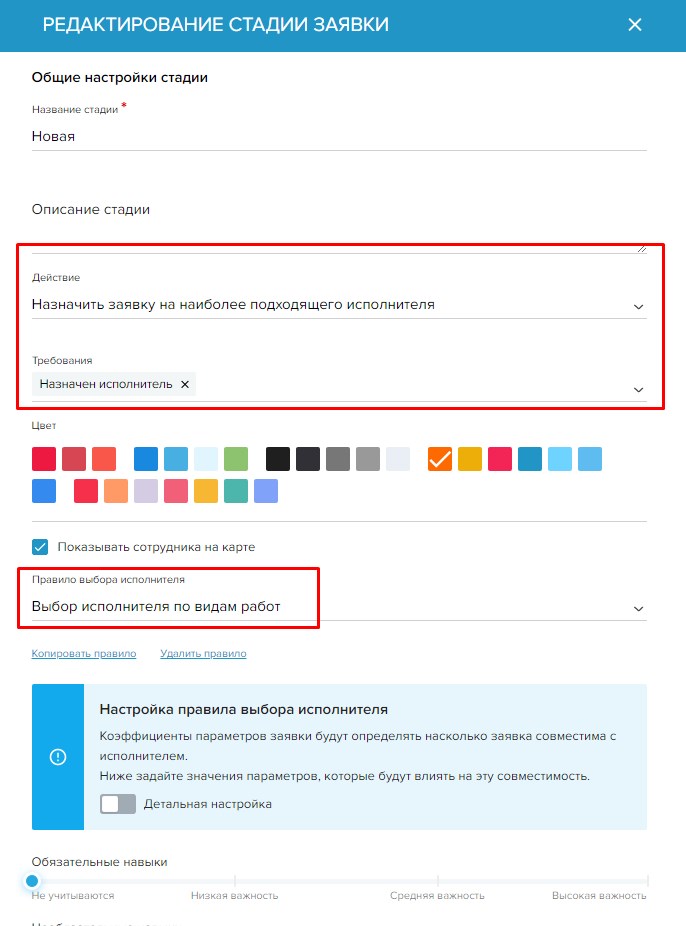 РЕДАКТИРОВАНИЕ СТАДИИ ЗАЯВКИ
Общие настройки стадии
Название стадии *
Новая
Описание стадии
Действие
Назначить заявку на наиболее подходящего исполнителя
Требования
Назначен исполнитель
Цвет
Показывать сотрудника на карте
Правило выбора исполнителя
Выбор исполнителя по видам работ
Копировать правило Удалить правило
Настройка правила выбора исполнителя
Коэффициенты параметров заявки будут определять насколько заявка совместима с
исполнителем.
Ниже задайте значения параметров, которые будут влиять на эту совместимость.
Детальная настройка
Обязательные навыки
Не учитываются Низкая важность Средняя важность Высокая важность